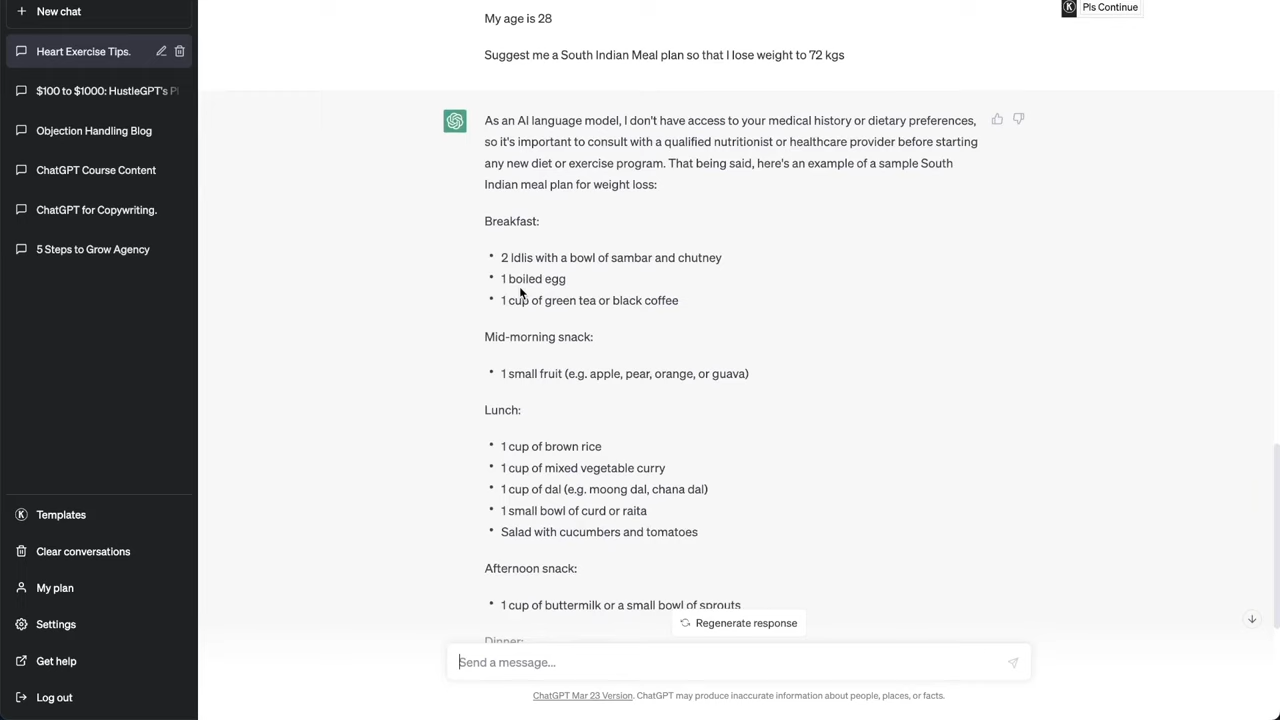 New chat
Heart Exercise Tips.
$100 to $1000: HustleGPT's Pl
Objection Handling Blog
ChatGPT Course Content
ChatGPT for Copywriting.
5 Steps to Grow Agency
K Templates
Clear conversations
My plan
Settings
Get help
Log out
K Pls Continue
My age is 28
Suggest me a South Indian Meal plan so that I lose weight to 72 kgs
As an AI language model, I don't have access to your medical history or dietary preferences,
so it's important to consult with a qualified nutritionist or healthcare provider before starting
any new diet or exercise program. That being said, here's an example of a sample South
Indian meal plan for weight loss:
Breakfast:
• 2 Idlis with a bowl of sambar and chutney
• 1 boiled egg
• 1 cup of green tea or black coffee
Mid-morning snack:
• 1 small fruit (e.g. apple, pear, orange, or guava)
Lunch:
• 1 cup of brown rice
• 1 cup of mixed vegetable curry
• 1 cup of dal (e.g. moong dal, chana dal)
• 1 small bowl of curd or raita
• Salad with cucumbers and tomatoes
Afternoon snack:
• 1 cup of buttermilk or a small bowl of sprouts
Regenerate response
Dinner:
Send a message...
ChatGPT Mar 23 Version. ChatGPT may produce inaccurate information about people, places, or facts.